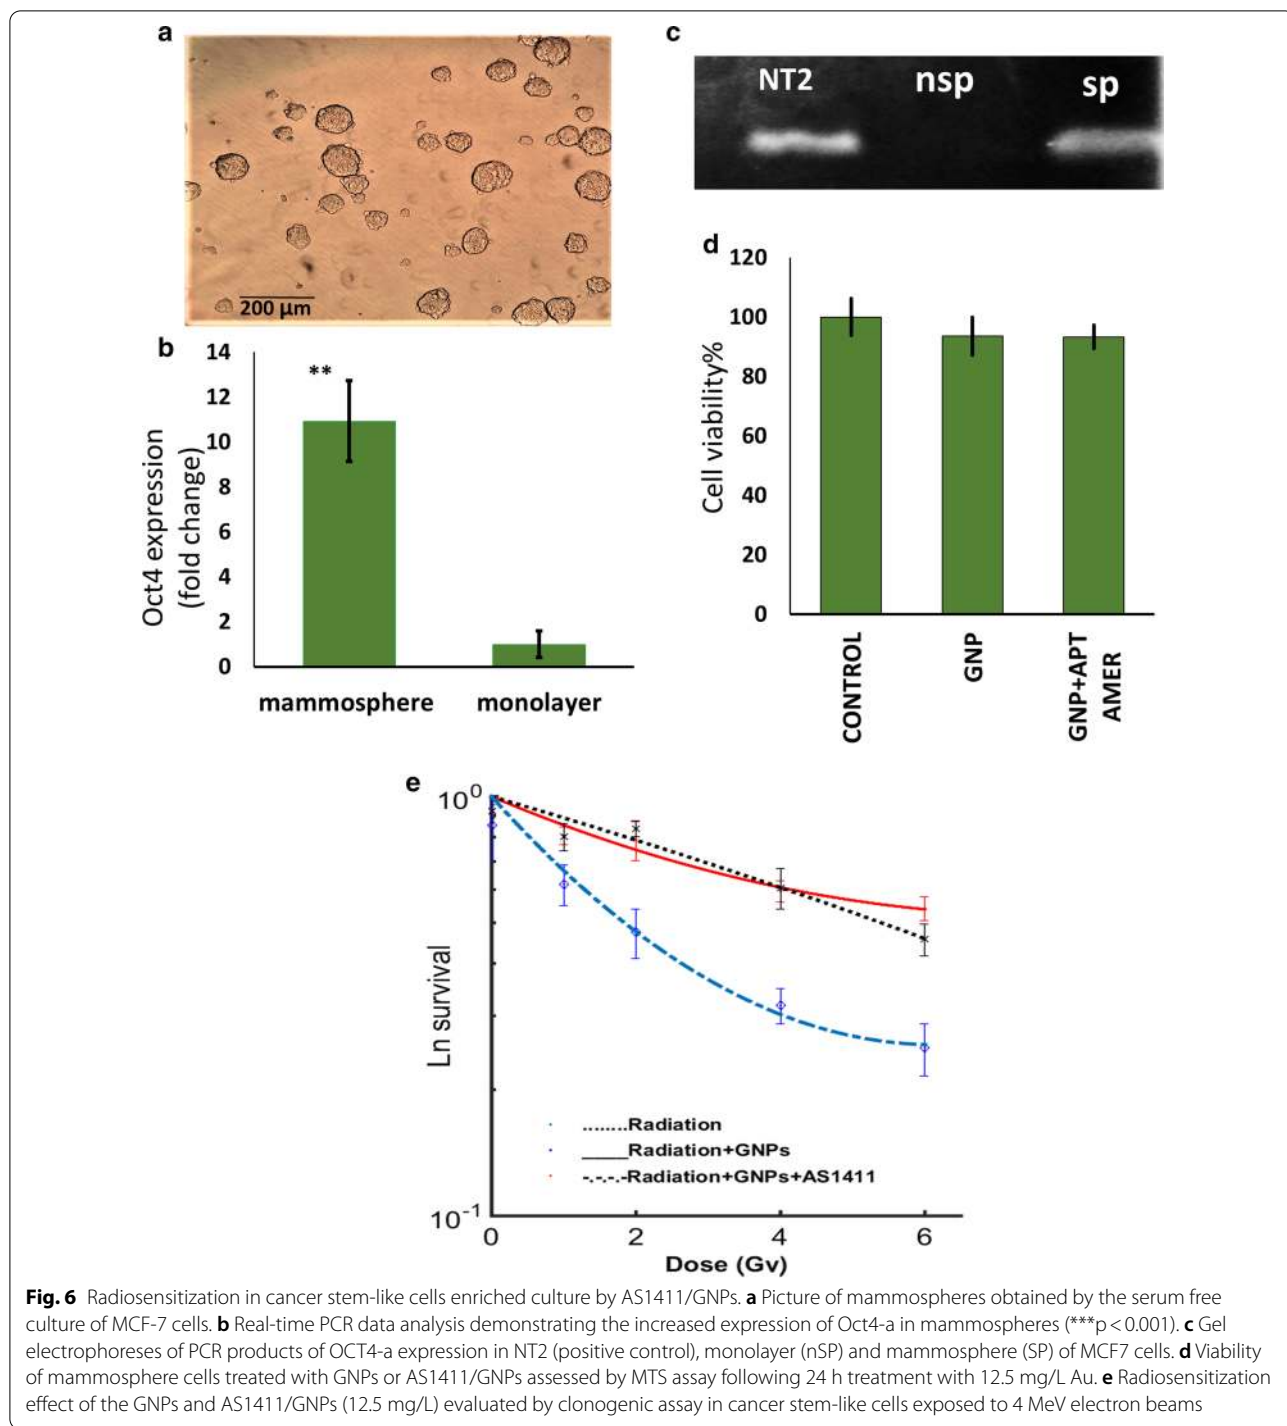 a
200 µm
b
14
12
10
8
6
4
2
0
Oct4 expression
(fold change)
**
mammosphere
monolayer
c
NT2
nsp
sp
d
120
100
80
60
40
20
0
Cell viability%
CONTROL
GNP
GNP+APT
AMER
e
10^0
10^-1
Ln survival
0
2
4
6
Dose (Gv)
........Radiation
____Radiation+GNPs
-.-.-.-Radiation+GNPs+AS1411
Fig. 6 Radiosensitization in cancer stem-like cells enriched culture by AS1411/GNPs. a Picture of mammospheres obtained by the serum free
culture of MCF-7 cells. b Real-time PCR data analysis demonstrating the increased expression of Oct4-a in mammospheres (***p < 0.001). c Gel
electrophoreses of PCR products of OCT4-a expression in NT2 (positive control), monolayer (nSP) and mammosphere (SP) of MCF7 cells. d Viability
of mammosphere cells treated with GNPs or AS1411/GNPs assessed by MTS assay following 24 h treatment with 12.5 mg/L Au. e Radiosensitization
effect of the GNPs and AS1411/GNPs (12.5 mg/L) evaluated by clonogenic assay in cancer stem-like cells exposed to 4 MeV electron beams